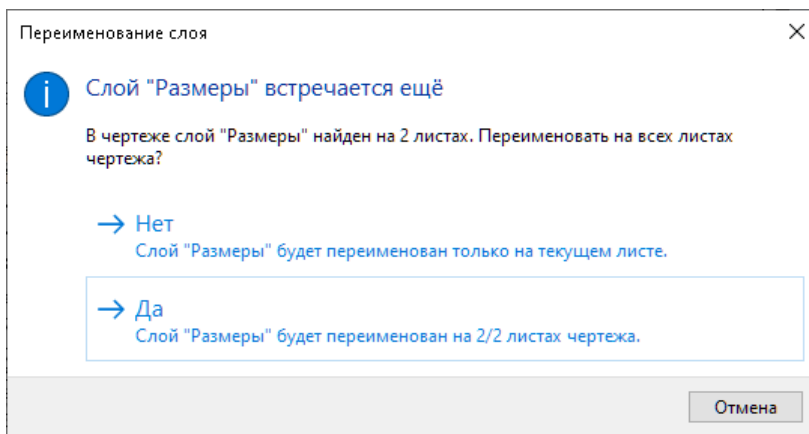 Переименование слоя
Слой "Размеры" встречается ещё
В чертеже слой "Размеры" найден на 2 листах. Переименовать на всех листах
чертежа?
Нет
Слой "Размеры" будет переименован только на текущем листе.
Да
Слой "Размеры" будет переименован на 2/2 листах чертежа.
Отмена